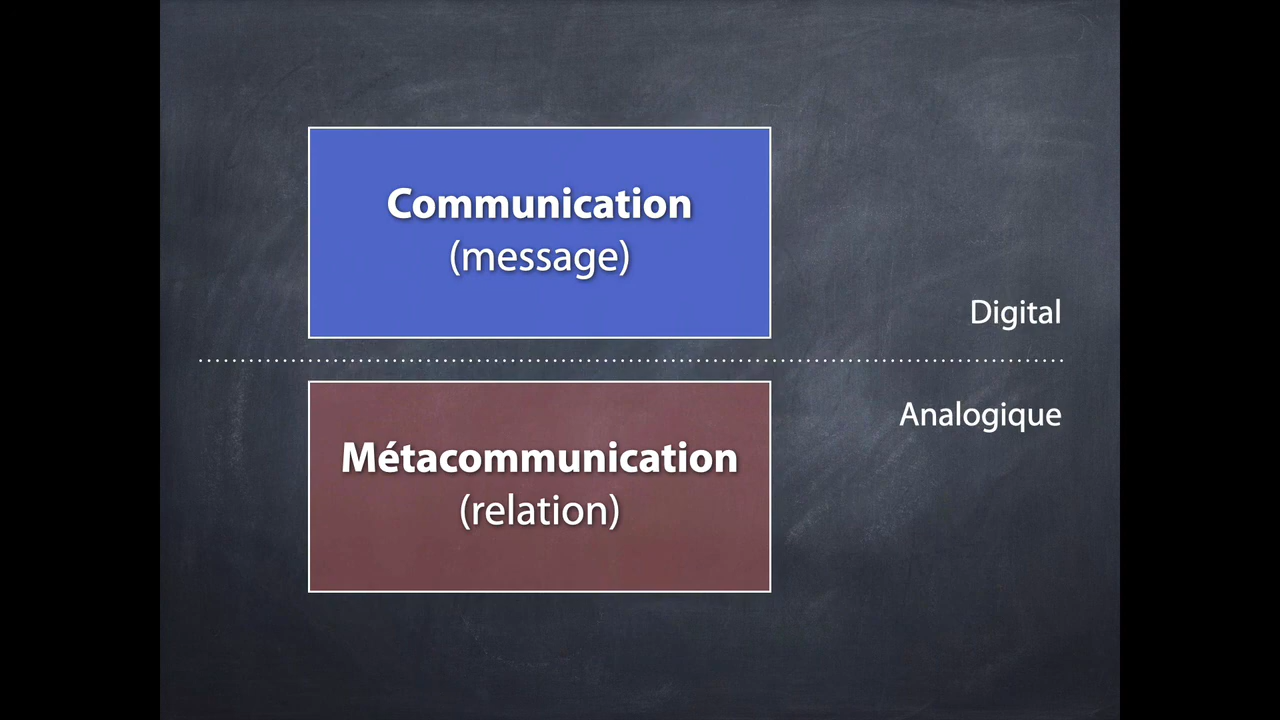 Communication
(message)
Digital
Analogique
Métacommunication
(relation)